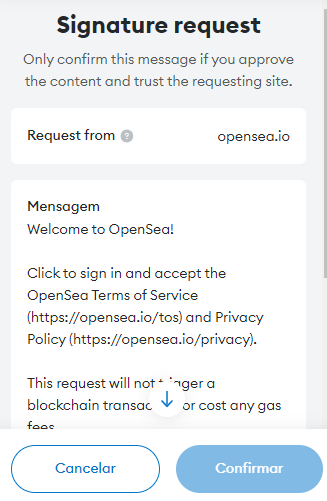 Signature request
Only confirm this message if you approve
the content and trust the requesting site.
Request from ?
opensea.io
Mensagem
Welcome to OpenSea!
Click to sign in and accept the
OpenSea Terms of Service
(https://opensea.io/tos) and Privacy
Policy (https://opensea.io/privacy).
This request will not trigger a
blockchain transaction or cost any gas
fees
Cancelar
Confirmar